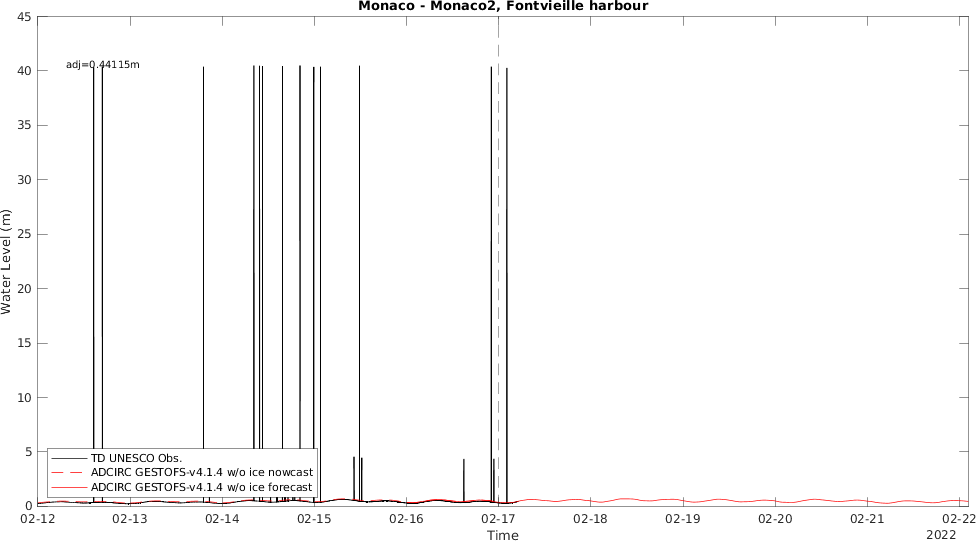 Monaco - Monaco2, Fontvieille harbour
45
adj=0.44115m
40
35
30
25
20
15
10
5
0
Water Level (m)
TD UNESCO Obs.
ADCIRC GESTOFS-v4.1.4 w/o ice nowcast
ADCIRC GESTOFS-v4.1.4 w/o ice forecast
02-12 02-13 02-14 02-15 02-16 02-17 02-18 02-19 02-20 02-21 02-22
Time 2022